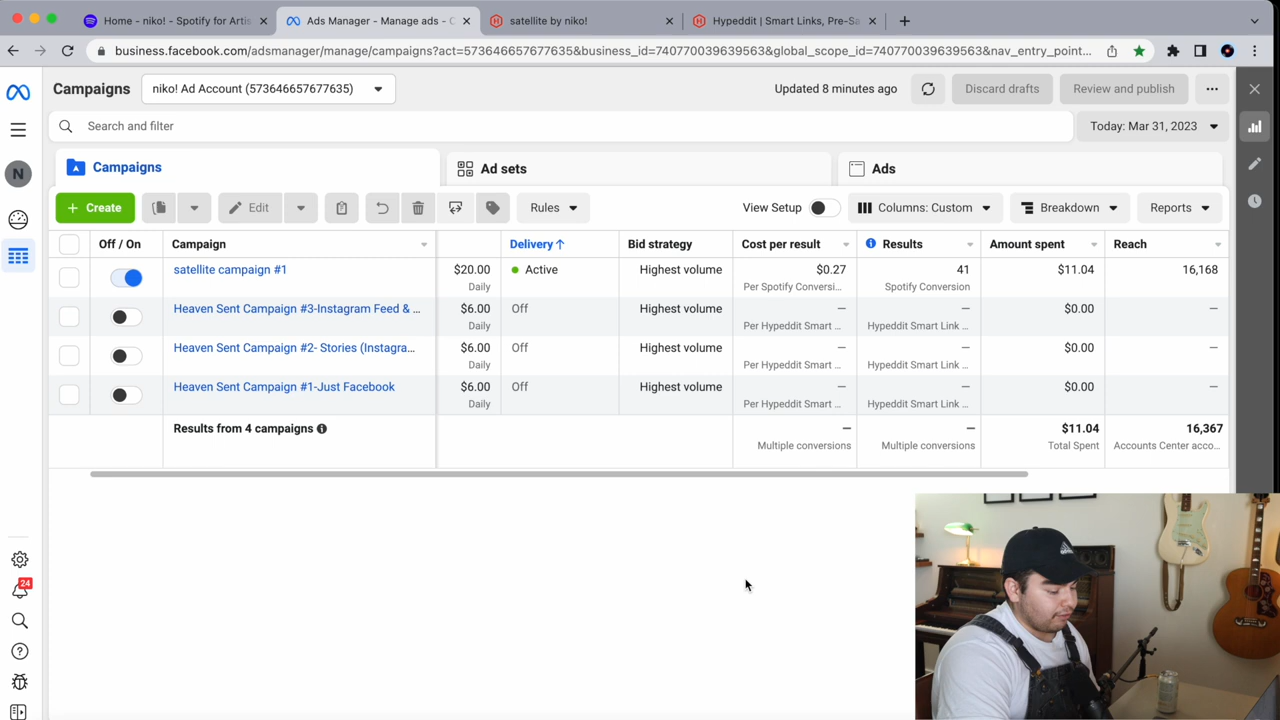 Home - niko! - Spotify for Artis
Ads Manager - Manage ads - C
satellite by niko!
Hypeddit | Smart Links, Pre-Sa
business.facebook.com/adsmanager/manage/campaigns?act=573646657677635&business_id=740770039639563&global_scope_id=740770039639563&nav_entry_point...
Campaigns
niko! Ad Account (573646657677635)
Updated 8 minutes ago
Discard drafts
Review and publish
Search and filter
Today: Mar 31, 2023
N
Campaigns
Ad sets
Ads
+ Create
Edit
Rules
View Setup
Columns: Custom
Breakdown
Reports
Off / On
Campaign
Delivery ↑
Bid strategy
Cost per result
Results
Amount spent
Reach
satellite campaign #1
$20.00
Daily
Active
Highest volume
$0.27
Per Spotify Conversi...
41
Spotify Conversion
$11.04
16,168
Heaven Sent Campaign #3-Instagram Feed & ...
$6.00
Daily
Off
Highest volume
—
Per Hypeddit Smart ...
—
Hypeddit Smart Link ...
$0.00
—
Heaven Sent Campaign #2- Stories (Instagra...
$6.00
Daily
Off
Highest volume
—
Per Hypeddit Smart ...
—
Hypeddit Smart Link ...
$0.00
—
Heaven Sent Campaign #1-Just Facebook
$6.00
Daily
Off
Highest volume
—
Per Hypeddit Smart ...
—
Hypeddit Smart Link ...
$0.00
—
Results from 4 campaigns
—
Multiple conversions
—
Multiple conversions
$11.04
Total Spent
16,367
Accounts Center acco...
24